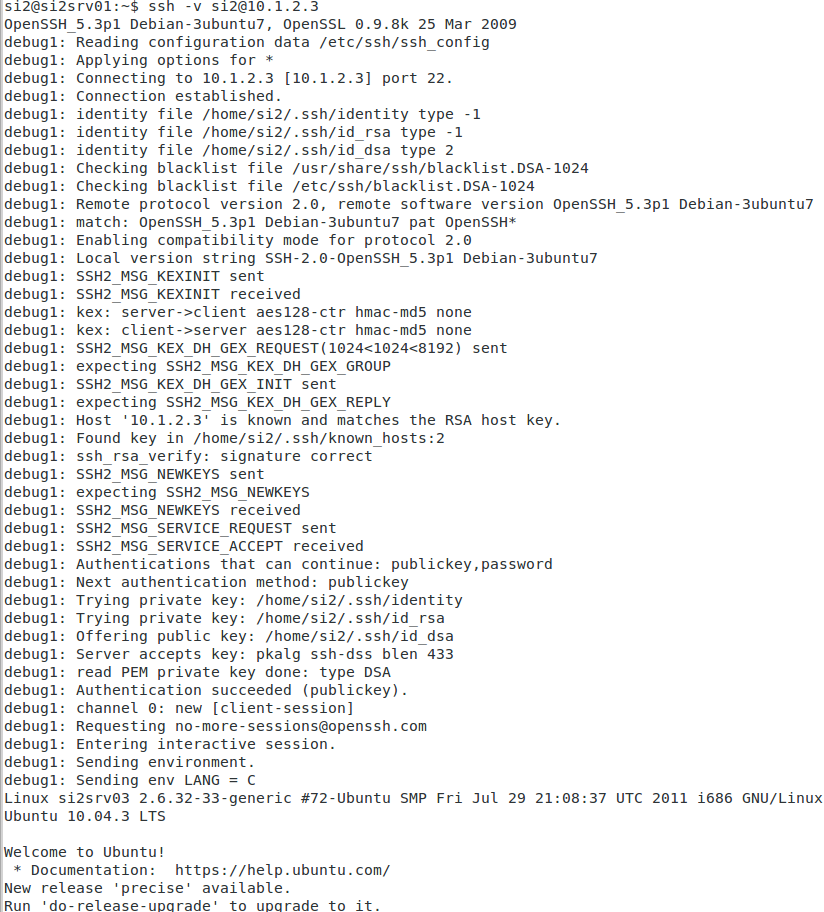 si2@si2srv01:~$ ssh -v si2@10.1.2.3
OpenSSH_5.3p1 Debian-3ubuntu7, OpenSSL 0.9.8k 25 Mar 2009
debug1: Reading configuration data /etc/ssh/ssh_config
debug1: Applying options for *
debug1: Connecting to 10.1.2.3 [10.1.2.3] port 22.
debug1: Connection established.
debug1: identity file /home/si2/.ssh/identity type -1
debug1: identity file /home/si2/.ssh/id_rsa type -1
debug1: identity file /home/si2/.ssh/id_dsa type 2
debug1: Checking blacklist file /usr/share/ssh/blacklist.DSA-1024
debug1: Checking blacklist file /etc/ssh/blacklist.DSA-1024
debug1: Remote protocol version 2.0, remote software version OpenSSH_5.3p1 Debian-3ubuntu7
debug1: match: OpenSSH_5.3p1 Debian-3ubuntu7 pat OpenSSH*
debug1: Enabling compatibility mode for protocol 2.0
debug1: Local version string SSH-2.0-OpenSSH_5.3p1 Debian-3ubuntu7
debug1: SSH2_MSG_KEXINIT sent
debug1: SSH2_MSG_KEXINIT received
debug1: kex: server->client aes128-ctr hmac-md5 none
debug1: kex: client->server aes128-ctr hmac-md5 none
debug1: SSH2_MSG_KEX_DH_GEX_REQUEST(1024<1024<8192) sent
debug1: expecting SSH2_MSG_KEX_DH_GEX_GROUP
debug1: SSH2_MSG_KEX_DH_GEX_INIT sent
debug1: expecting SSH2_MSG_KEX_DH_GEX_REPLY
debug1: Host '10.1.2.3' is known and matches the RSA host key.
debug1: Found key in /home/si2/.ssh/known_hosts:2
debug1: ssh_rsa_verify: signature correct
debug1: SSH2_MSG_NEWKEYS sent
debug1: expecting SSH2_MSG_NEWKEYS
debug1: SSH2_MSG_NEWKEYS received
debug1: SSH2_MSG_SERVICE_REQUEST sent
debug1: SSH2_MSG_SERVICE_ACCEPT received
debug1: Authentications that can continue: publickey,password
debug1: Next authentication method: publickey
debug1: Trying private key: /home/si2/.ssh/identity
debug1: Trying private key: /home/si2/.ssh/id_rsa
debug1: Offering public key: /home/si2/.ssh/id_dsa
debug1: Server accepts key: pkalg ssh-dss blen 433
debug1: read PEM private key done: type DSA
debug1: Authentication succeeded (publickey).
debug1: channel 0: new [client-session]
debug1: Requesting no-more-sessions@openssh.com
debug1: Entering interactive session.
debug1: Sending environment.
debug1: Sending env LANG = C
Linux si2srv03 2.6.32-33-generic #72-Ubuntu SMP Fri Jul 29 21:08:37 UTC 2011 i686 GNU/Linux
Ubuntu 10.04.3 LTS

Welcome to Ubuntu!
 * Documentation:  https://help.ubuntu.com/
New release 'precise' available.
Run 'do-release-upgrade' to upgrade to it.